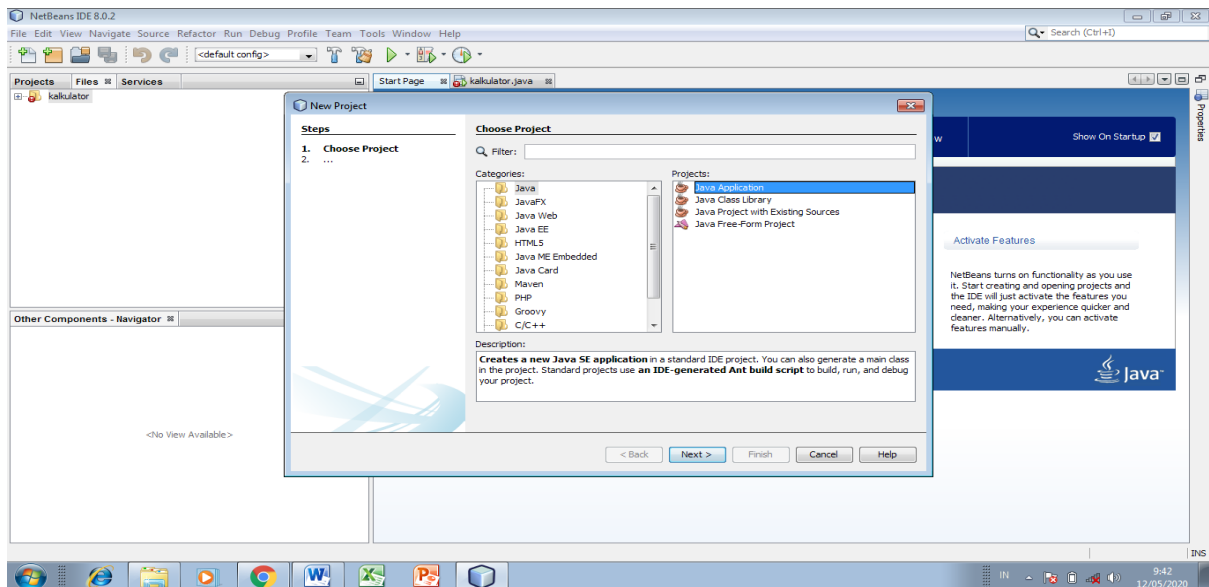 NetBeans IDE 8.0.2
File Edit View Navigate Source Refactor Run Debug Profile Team Tools Window Help
Search (Ctrl+I)
<default config>
Projects Files Services
Start Page kalkulator.java
kalkulator
Properties
New Project
Steps
1. Choose Project
2. ...
Choose Project
Filter:
Categories:
Java
JavaFX
Java Web
Java EE
HTML5
Java ME Embedded
Java Card
Maven
PHP
Groovy
C/C++
Projects:
Java Application
Java Class Library
Java Project with Existing Sources
Java Free-Form Project
Description:
Creates a new Java SE application in a standard IDE project. You can also generate a main class
in the project. Standard projects use an IDE-generated Ant build script to build, run, and debug
your project.
< Back Next > Finish Cancel Help
w
Show On Startup
Activate Features
NetBeans turns on functionality as you use
it. Start creating and opening projects and
the IDE will just activate the features you
need, making your experience quicker and
cleaner. Alternatively, you can activate
features manually.
Java
Other Components - Navigator
<No View Available>
INS
IN
9:42
12/05/2020